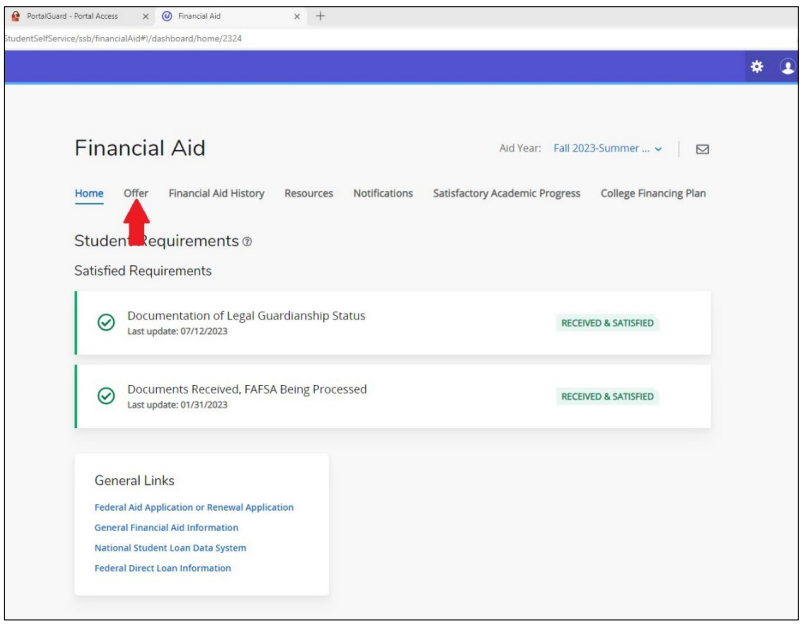 PortalGuard - Portal Access
Financial Aid
StudentSelfService/ssb/financialAid#!/dashboard/home/2324
Financial Aid
Aid Year: Fall 2023-Summer ...
Home Offer Financial Aid History Resources Notifications Satisfactory Academic Progress College Financing Plan
Student Requirements
Satisfied Requirements
Documentation of Legal Guardianship Status
Last update: 07/12/2023
RECEIVED & SATISFIED
Documents Received, FAFSA Being Processed
Last update: 01/31/2023
RECEIVED & SATISFIED
General Links
Federal Aid Application or Renewal Application
General Financial Aid Information
National Student Loan Data System
Federal Direct Loan Information